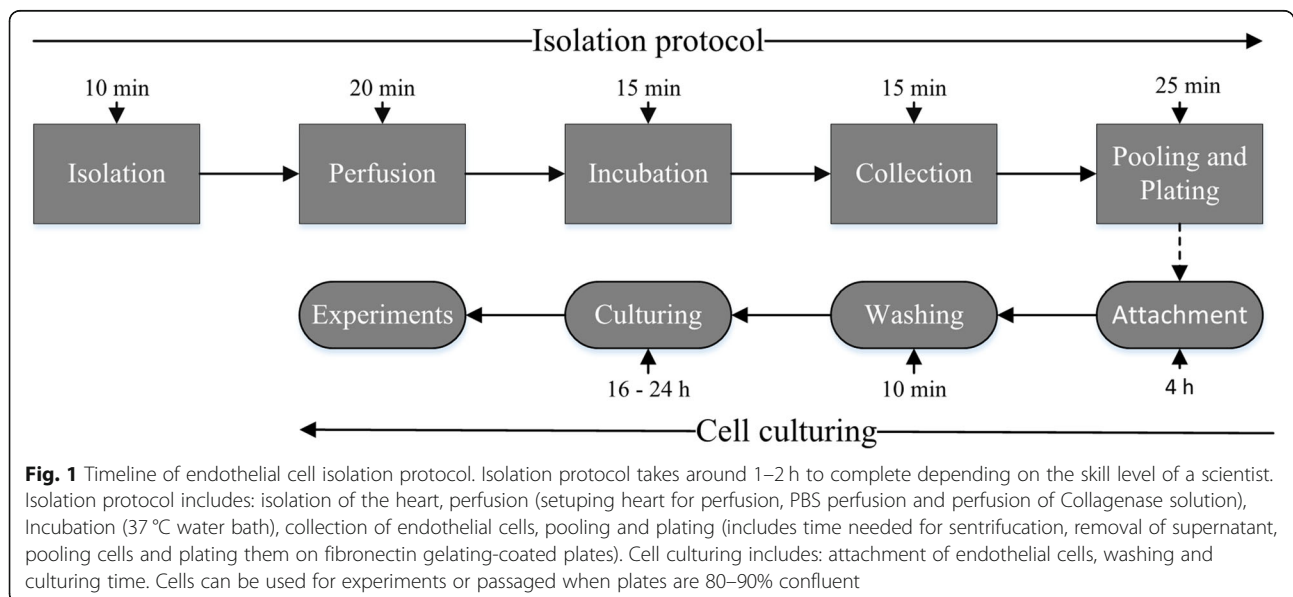 Isolation protocol
10 min
20 min
15 min
15 min
25 min
Isolation
Perfusion
Incubation
Collection
Pooling and
Plating
Experiments
Culturing
Washing
Attachment
16 - 24 h
10 min
4 h
Cell culturing
Fig. 1 Timeline of endothelial cell isolation protocol. Isolation protocol takes around 1–2 h to complete depending on the skill level of a scientist.
Isolation protocol includes: isolation of the heart, perfusion (setuping heart for perfusion, PBS perfusion and perfusion of Collagenase solution),
Incubation (37 °C water bath), collection of endothelial cells, pooling and plating (includes time needed for sentrifucation, removal of supernatant,
pooling cells and plating them on fibronectin gelating-coated plates). Cell culturing includes: attachment of endothelial cells, washing and
culturing time. Cells can be used for experiments or passaged when plates are 80–90% confluent